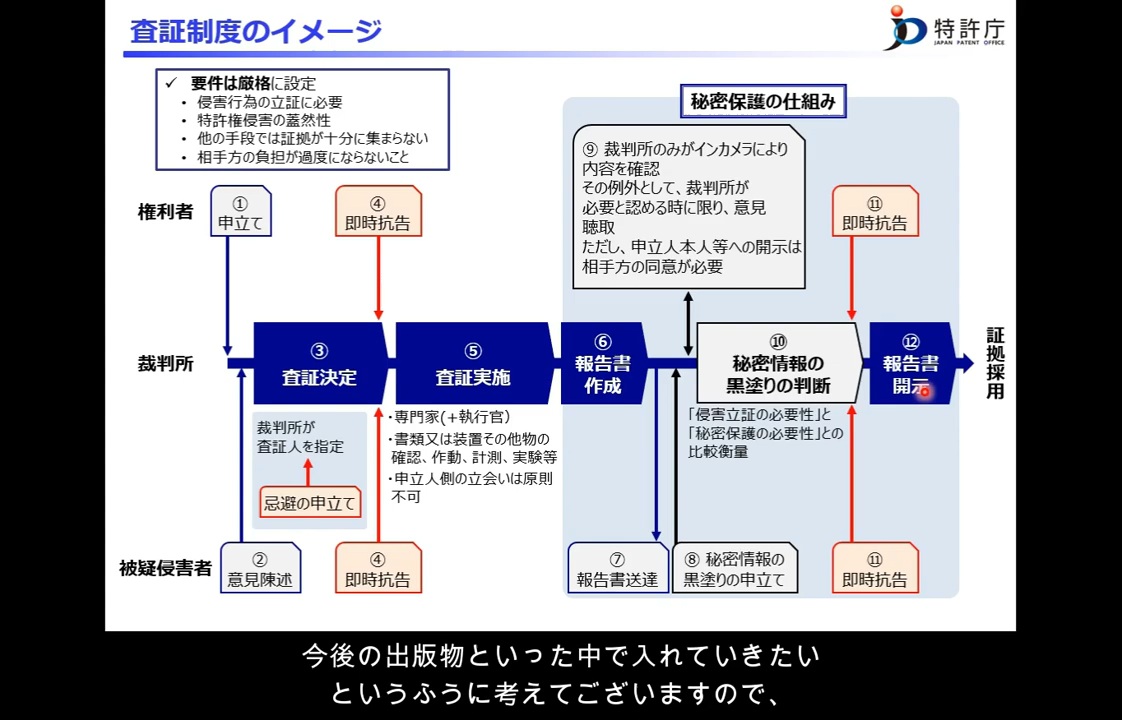 査証制度のイメージ
特許庁
JAPAN PATENT OFFICE
✓ 要件は厳格に設定
• 侵害行為の立証に必要
• 特許権侵害の蓋然性
• 他の手段では証拠が十分に集まらない
• 相手方の負担が過度にならないこと
秘密保護の仕組み
⑨ 裁判所のみがインカメラにより
内容を確認
その例外として、裁判所が
必要と認める時に限り、意見
聴取
ただし、申立人本人等への開示は
相手方の同意が必要
権利者
①
申立て
④
即時抗告
⑪
即時抗告
裁判所
③
査証決定
⑤
査証実施
⑥
報告書
作成
⑩
秘密情報の
黒塗りの判断
⑫
報告書
開示
証拠採用
裁判所が
査証人を指定
忌避の申立て
・専門家(+執行官)
・書類又は装置その他物の
確認、作動、計測、実験等
・申立人側の立会いは原則
不可
「侵害立証の必要性」と
「秘密保護の必要性」との
比較衡量
被疑侵害者
②
意見陳述
④
即時抗告
⑦
報告書送達
⑧ 秘密情報の
黒塗りの申立て
⑪
即時抗告
今後の出版物といった中で入れていきたい
というふうに考えてございますので、